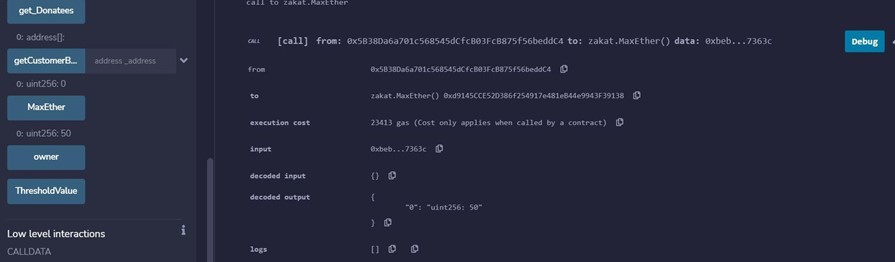 get_Donatees
0: address[]:
getCustomerB... address _address
0: uint256: 0
MaxEther
0: uint256: 50
owner
ThresholdValue
Low level interactions
CALLDATA
call to zakat.MaxEther
CALL [call] from: 0x5B38Da6a701c568545dCfcB03FcB875f56beddC4 to: zakat.MaxEther() data: 0xbeb...7363c
Debug
from 0x5B38Da6a701c568545dCfcB03FcB875f56beddC4
to zakat.MaxEther() 0xd9145CCE52D386f254917e481eB44e9943F39138
execution cost 23413 gas (Cost only applies when called by a contract)
input 0xbeb...7363c
decoded input {}
decoded output {
"0": "uint256: 50"
}
logs []